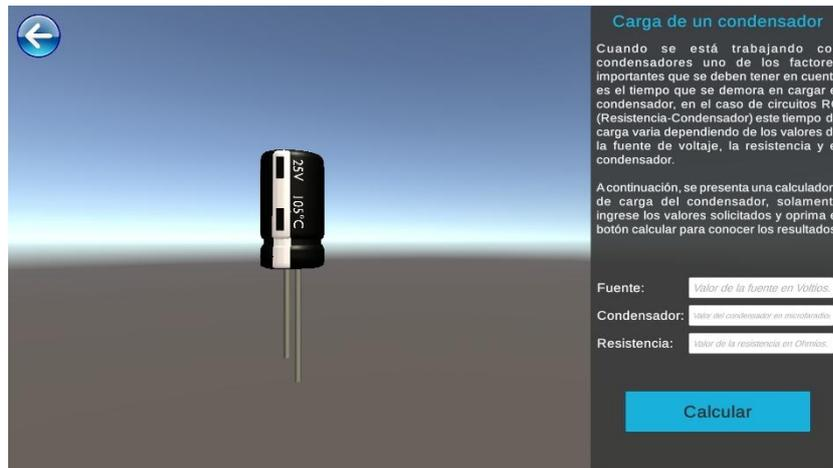 Carga de un condensador
Cuando se está trabajando co
condensadores uno de los factore
importantes que se deben tener en cuent
es el tiempo que se demora en cargar e
condensador, en el caso de circuitos R
(Resistencia-Condensador) este tiempo d
carga varia dependiendo de los valores d
la fuente de voltaje, la resistencia y e
condensador.
A continuación, se presenta una calculador
de carga del condensador, solament
ingrese los valores solicitados y oprima e
botón calcular para conocer los resultados
25V 105°C
Fuente:
Valor de la fuente en Voltios.
Condensador:
Valor del condensador en microfaradios
Resistencia:
Valor de la resistencia en Ohmios.
Calcular